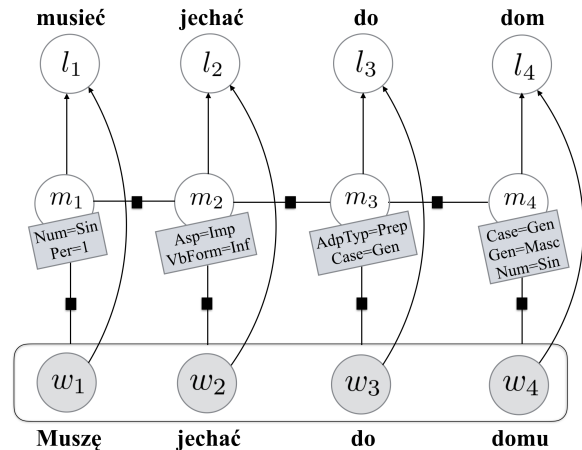 musieć jechać do dom
l1 l2 l3 l4
m1 m2 m3 m4
Num=Sin
Per=1
Asp=Imp
VbForm=Inf
AdpTyp=Prep
Case=Gen
Case=Gen
Gen=Masc
Num=Sin
w1 w2 w3 w4
Muszę jechać do domu